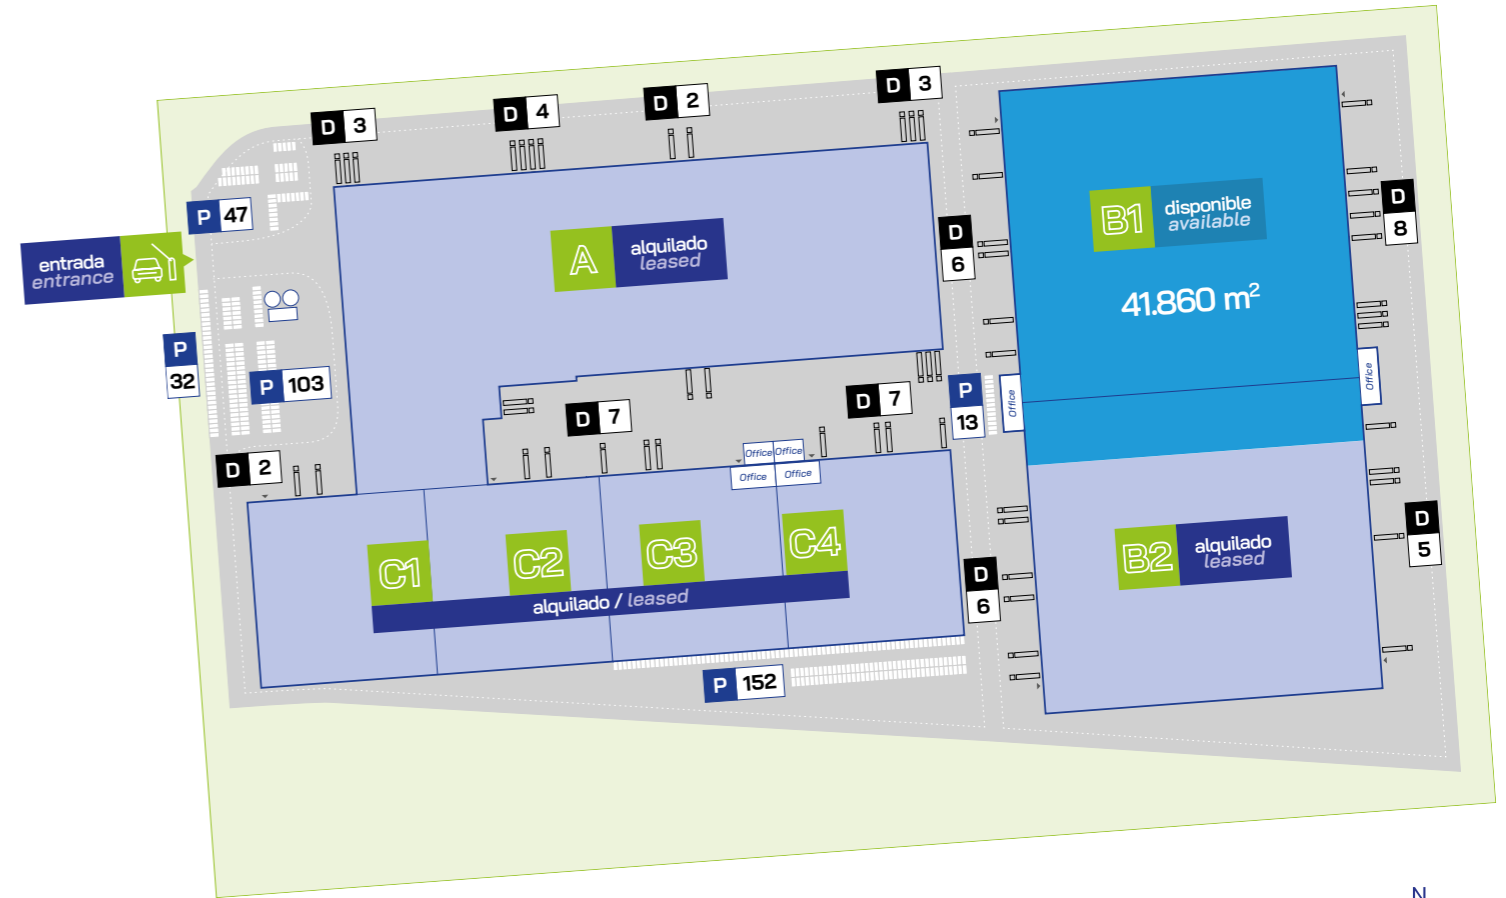 D 3
D 4
D 2
D 3
P 47
entrada
entrance
A
alquilado
leased
B1
disponible
available
41.860 m²
D
6
D
8
P
32
P 103
D 2
D 7
D 7
P
13
Office
Office
Office Office
Office Office
C1
C2
C3
C4
alquilado / leased
B2
alquilado
leased
D
6
D
5
P 152
N